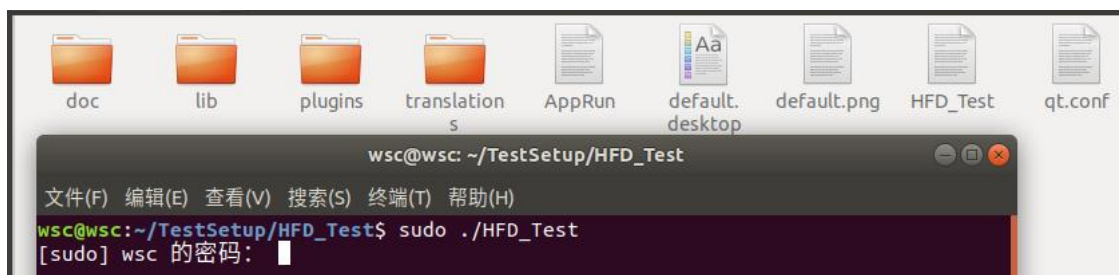 doc lib plugins translation AppRun default. default.png HFD_Test qt.conf
s desktop
wsc@wsc: ~/TestSetup/HFD_Test
文件(F) 编辑(E) 查看(V) 搜索(S) 终端(T) 帮助(H)
wsc@wsc:~/TestSetup/HFD_Test$ sudo ./HFD_Test
[sudo] wsc 的密码：